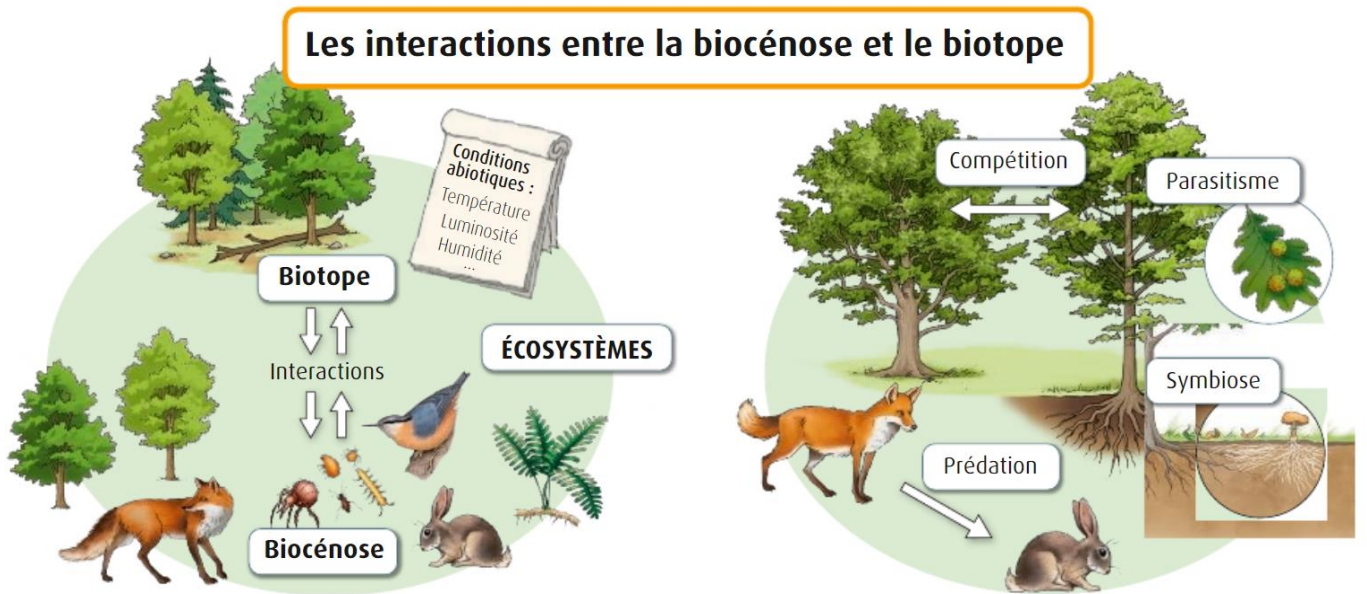 Les interactions entre la biocénose et le biotope
Conditions
abiotiques :
Température
Luminosité
Humidité
...
Biotope
Interactions
ÉCOSYSTÈMES
Biocénose
Compétition
Parasitisme
Symbiose
Prédation